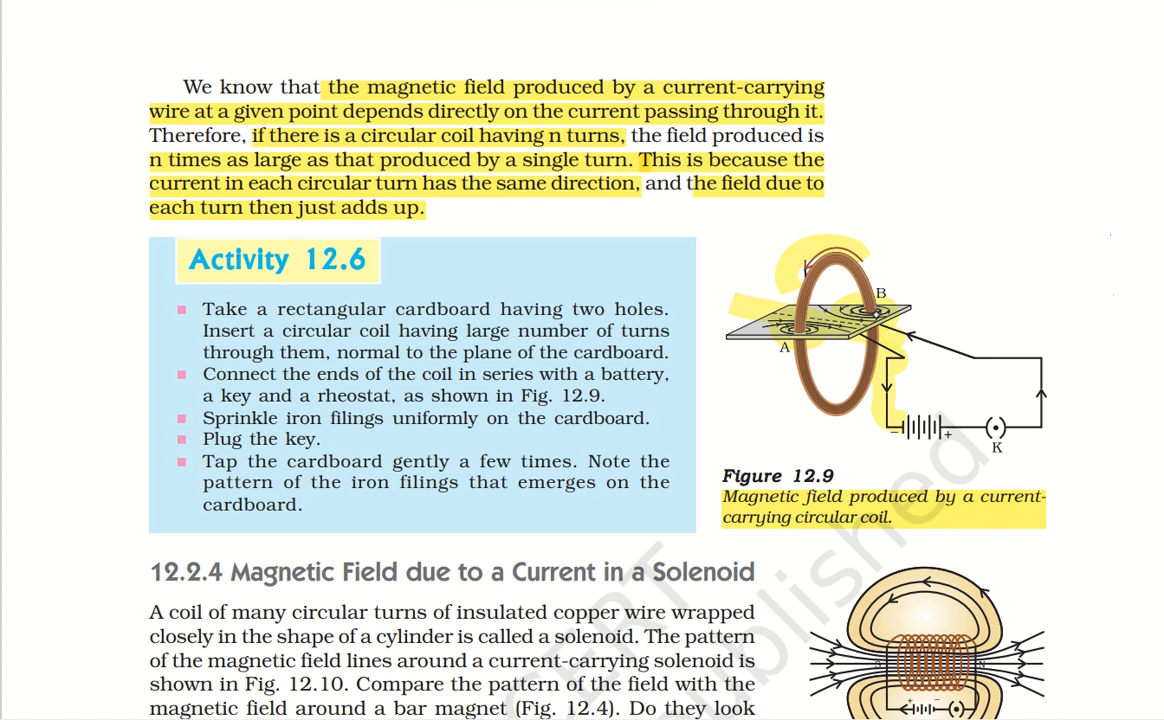 We know that the magnetic field produced by a current-carrying
wire at a given point depends directly on the current passing through it.
Therefore, if there is a circular coil having n turns, the field produced is
n times as large as that produced by a single turn. This is because the
current in each circular turn has the same direction, and the field due to
each turn then just adds up.
Activity 12.6
Take a rectangular cardboard having two holes.
Insert a circular coil having large number of turns
through them, normal to the plane of the cardboard.
Connect the ends of the coil in series with a battery,
a key and a rheostat, as shown in Fig. 12.9.
Sprinkle iron filings uniformly on the cardboard.
Plug the key.
Tap the cardboard gently a few times. Note the
pattern of the iron filings that emerges on the
cardboard.
B
A
− +
K
Figure 12.9
Magnetic field produced by a current-
carrying circular coil.
12.2.4 Magnetic Field due to a Current in a Solenoid
A coil of many circular turns of insulated copper wire wrapped
closely in the shape of a cylinder is called a solenoid. The pattern
of the magnetic field lines around a current-carrying solenoid is
shown in Fig. 12.10. Compare the pattern of the field with the
magnetic field around a bar magnet (Fig. 12.4). Do they look
S N
+ −